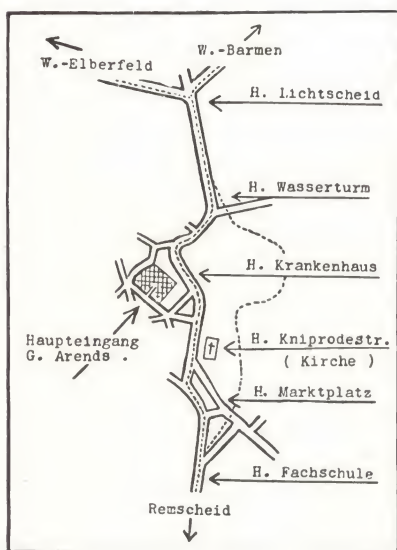 W.-Barmen
W.-Elberfeld
H. Lichtscheid
H. Wasserturm
H. Krankenhaus
Haupteingang
G. Arends .
H. Kniprodestr.
( Kirche )
H. Marktplatz
H. Fachschule
Remscheid